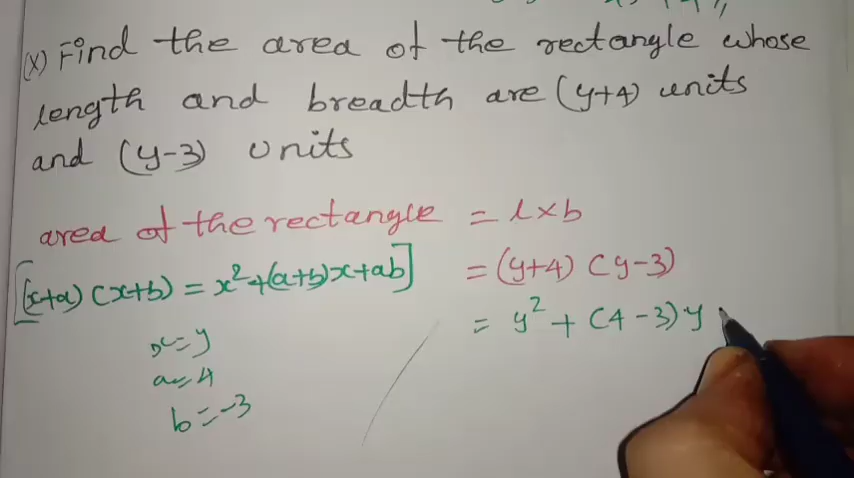 (x) Find the area of the rectangle whose
length and breadth are (y+4) units
and (y-3) units
area of the rectangle = l×b
[(x+a) (x+b) = x²+(a+b)x+ab] = (y+4) (y-3)
= y² + (4-3)y
x=y
a=4
b=-3